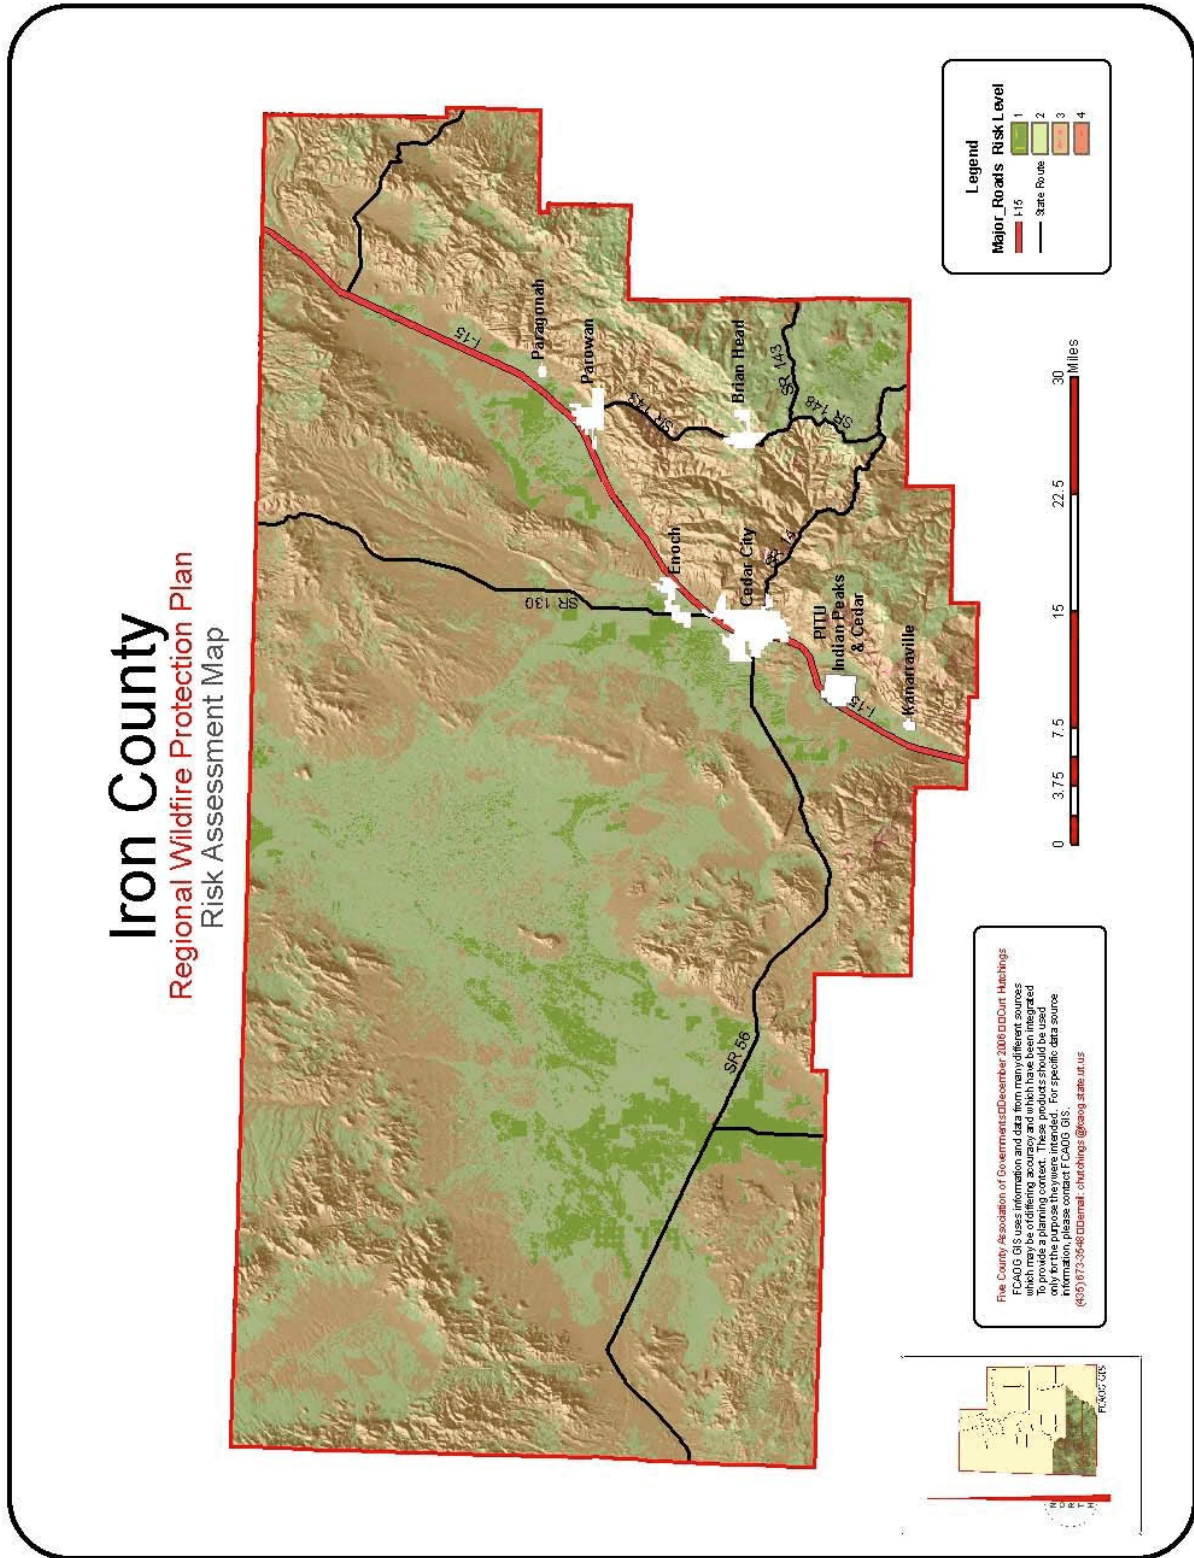 Iron County
Regional Wildfire Protection Plan
Risk Assessment Map
I-15
Paragonah
Parowan
SR 143
Brian Head
SR 143
SR 148
SR 130
Enoch
Cedar City
SR 14
PITU
Indian Peaks
& Cedar
I-15
Kanarraville
SR 56
Legend
Major_Roads Risk Level
I-15
State Route
1
2
3
4
0 3.75 7.5 15 22.5 30
Miles
Five County Association of Governments□December 2006□□Curt Hutchings
FCAOG GIS uses information and data from many different sources
which may be of differing accuracy and which have been integrated
To provide a planning context. These products should be used
only for the purpose they were intended. For specific data source
information, please contact FCAOG GIS.
(435) 673-3548□□email: chutchings@fcaog.state.ut.us
NORTH
FCAOG GIS